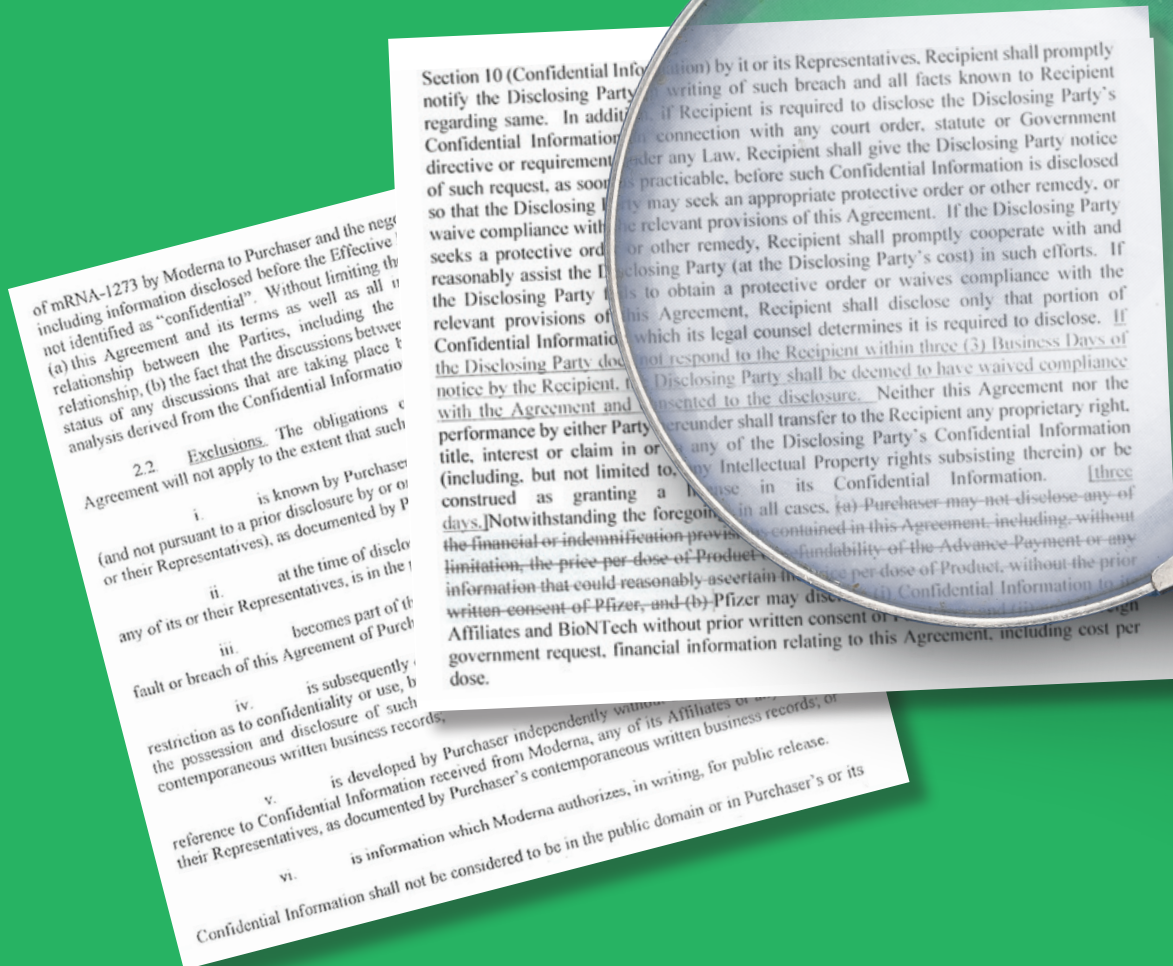 Section 10 (Confidential Information) by it or its Representatives, Recipient shall promptly
notify the Disclosing Party writing of such breach and all facts known to Recipient
regarding same. In addition, if Recipient is required to disclose the Disclosing Party's
Confidential Information connection with any court order, statute or Government
directive or requirement under any Law, Recipient shall give the Disclosing Party notice
of such request, as soon as practicable, before such Confidential Information is disclosed
so that the Disclosing Party may seek an appropriate protective order or other remedy, or
waive compliance with the relevant provisions of this Agreement. If the Disclosing Party
seeks a protective order or other remedy, Recipient shall promptly cooperate with and
reasonably assist the Disclosing Party (at the Disclosing Party's cost) in such efforts. If
the Disclosing Party fails to obtain a protective order or waives compliance with the
relevant provisions of this Agreement, Recipient shall disclose only that portion of
Confidential Information which its legal counsel determines it is required to disclose. If
the Disclosing Party does not respond to the Recipient within three (3) Business Days of
notice by the Recipient, the Disclosing Party shall be deemed to have waived compliance
with the Agreement and consented to the disclosure. Neither this Agreement nor the
performance by either Party hereunder shall transfer to the Recipient any proprietary right,
title, interest or claim in or any of the Disclosing Party's Confidential Information
(including, but not limited to, any Intellectual Property rights subsisting therein) or be
construed as granting a license in its Confidential Information. [three
days.]Notwithstanding the foregoing, in all cases, (a) Purchaser may not disclose any of
the financial or indemnification provisions contained in this Agreement, including, without
limitation, the price per dose of Product refundability of the Advance Payment or any
information that could reasonably ascertain the price per dose of Product, without the prior
written consent of Pfizer, and (b) Pfizer may disclose (i) Confidential Information to its
Affiliates and BioNTech without prior written consent of and (ii)
government request, financial information relating to this Agreement, including cost per
dose.
of mRNA-1273 by Moderna to Purchaser and the
including information disclosed before the Effective
not identified as "confidential". Without limiting the
(a) this Agreement and its terms as well as all
relationship between the Parties, including the
relationship, (b) the fact that the discussions between
status of any discussions that are taking place
analysis derived from the Confidential Information
2.2 Exclusions. The obligations
Agreement will not apply to the extent that such
i. is known by Purchaser
(and not pursuant to a prior disclosure by or
or their Representatives), as documented by
ii. at the time of
any of its or their Representatives, is in the
iii. becomes part of
fault or breach of this Agreement of
iv. is subsequently
restriction as to confidentiality or use,
the possession and disclosure of such
contemporaneous written business records;
v. is developed by Purchaser independently
reference to Confidential Information received from Moderna, any of its Affiliates or
their Representatives, as documented by Purchaser's contemporaneous written business records; or
vi. is information which Moderna authorizes, in writing, for public release.
Confidential Information shall not be considered to be in the public domain or in Purchaser's or its